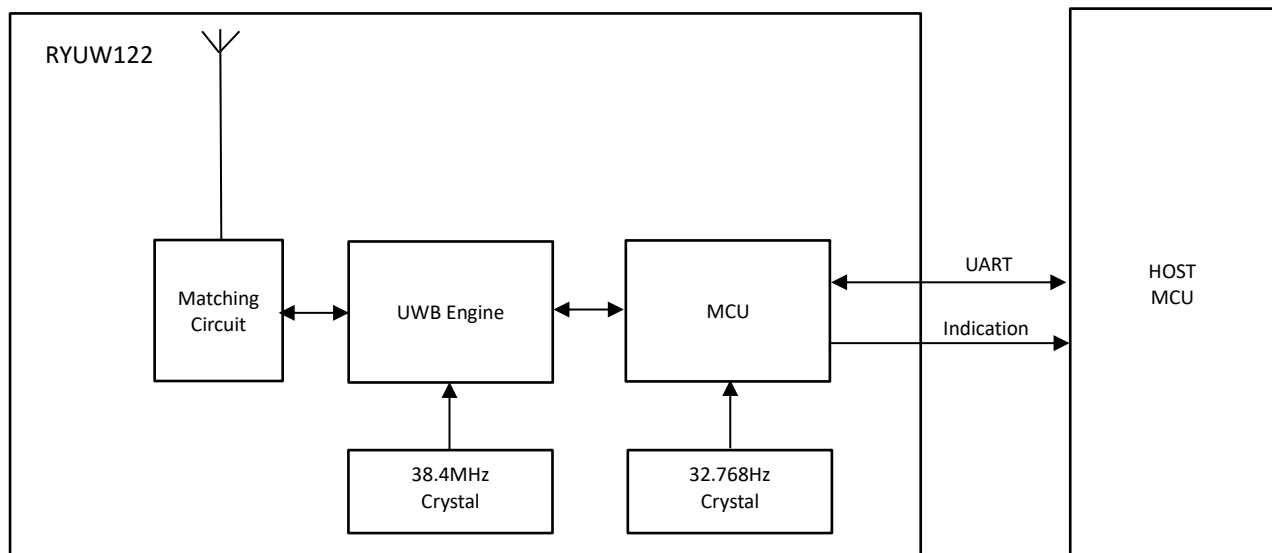 RYUW122
Matching
Circuit
UWB Engine
MCU
UART
Indication
HOST
MCU
38.4MHz
Crystal
32.768Hz
Crystal